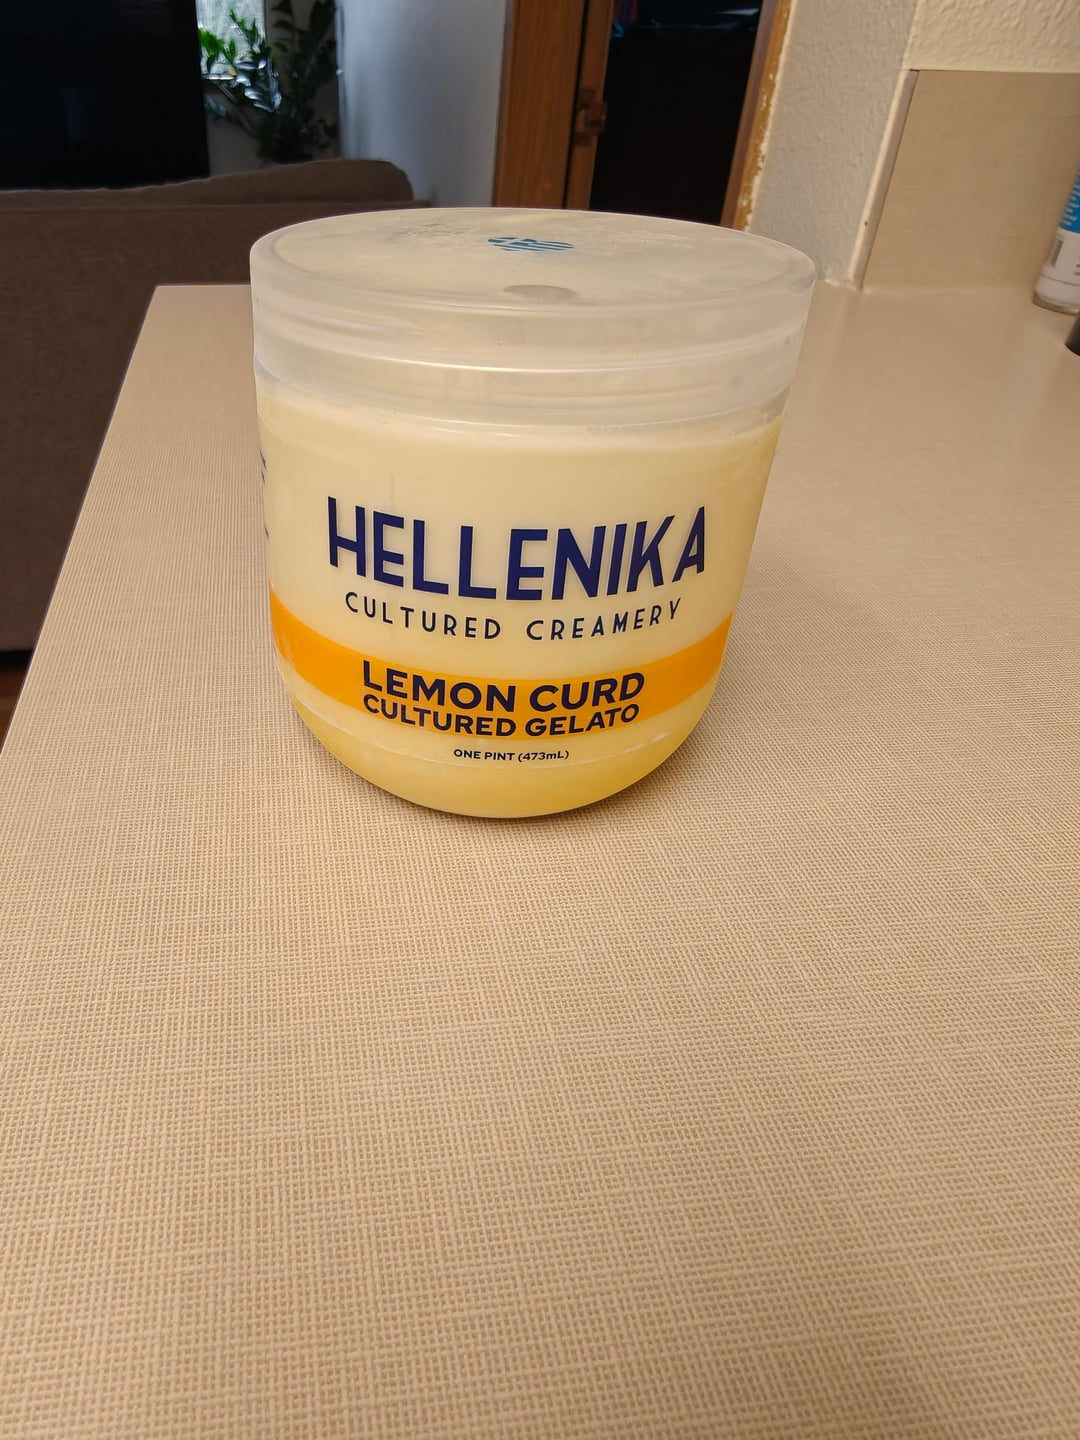 HELLENIKA
CULTURED CREAMERY
LEMON CURD
CULTURED GELATO
ONE PINT (473mL)